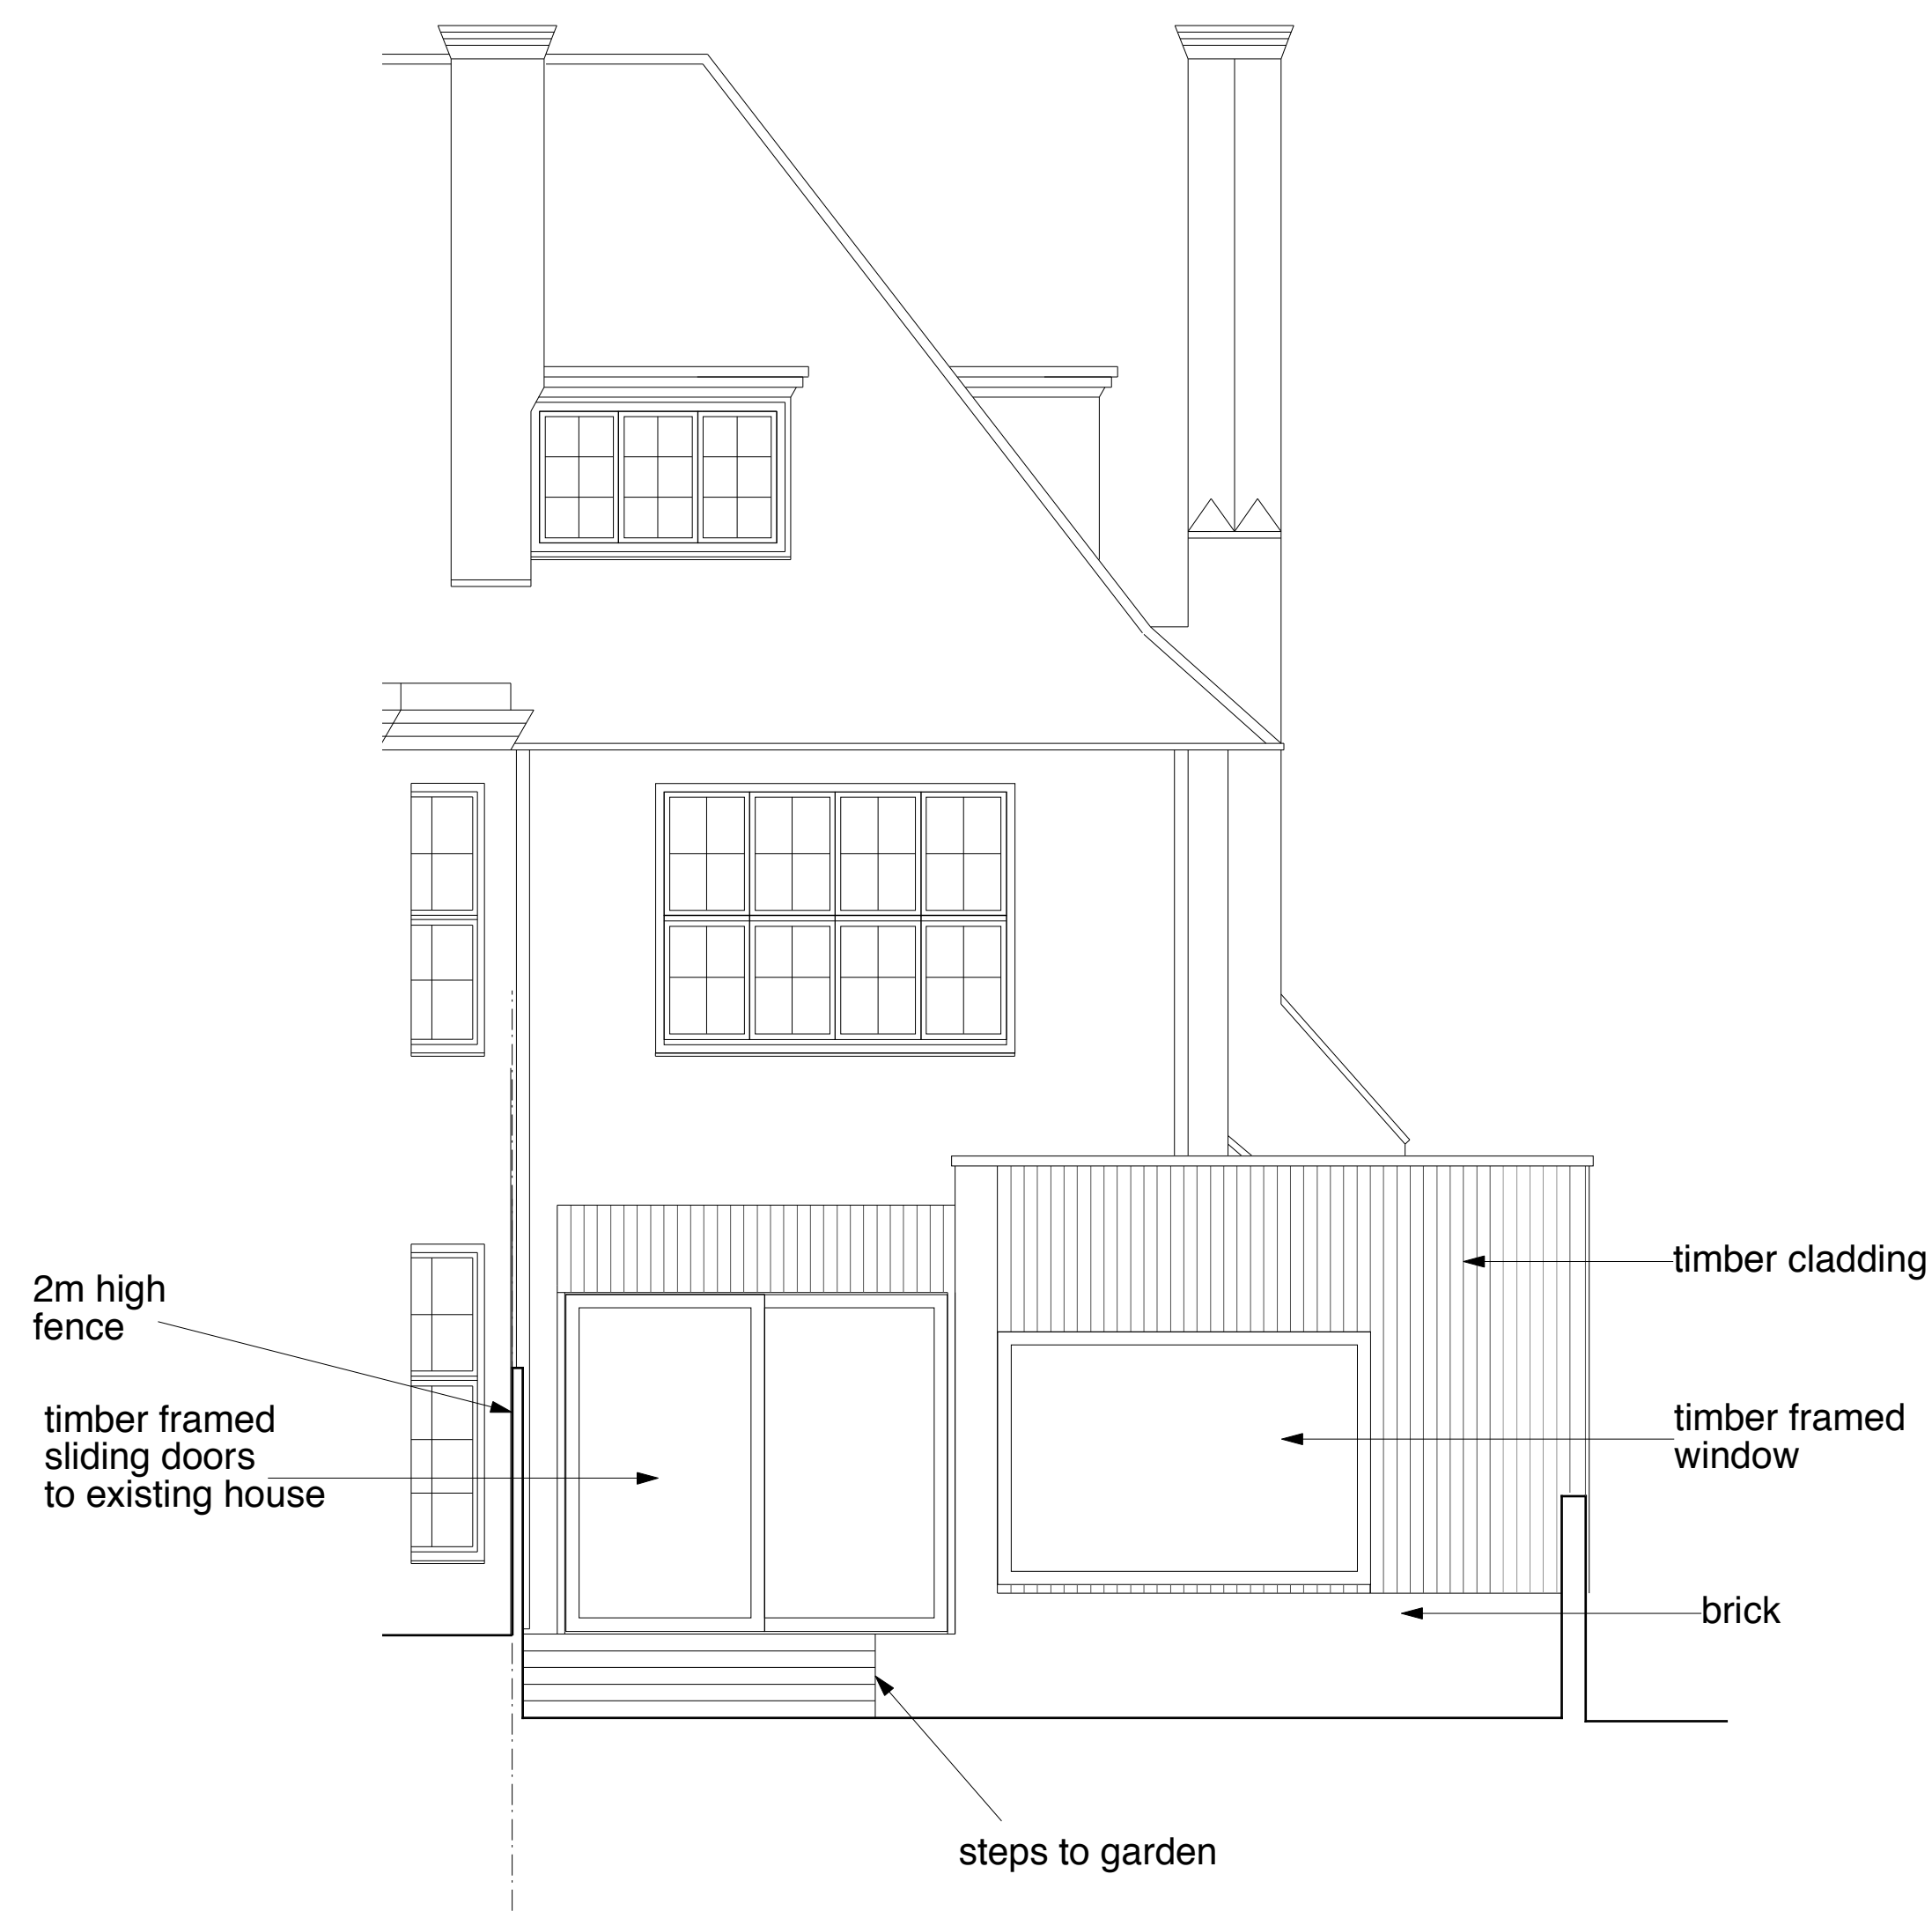 timber cladding
2m high
fence
timber framed
sliding doors
to existing house
timber framed
window
brick
steps to garden